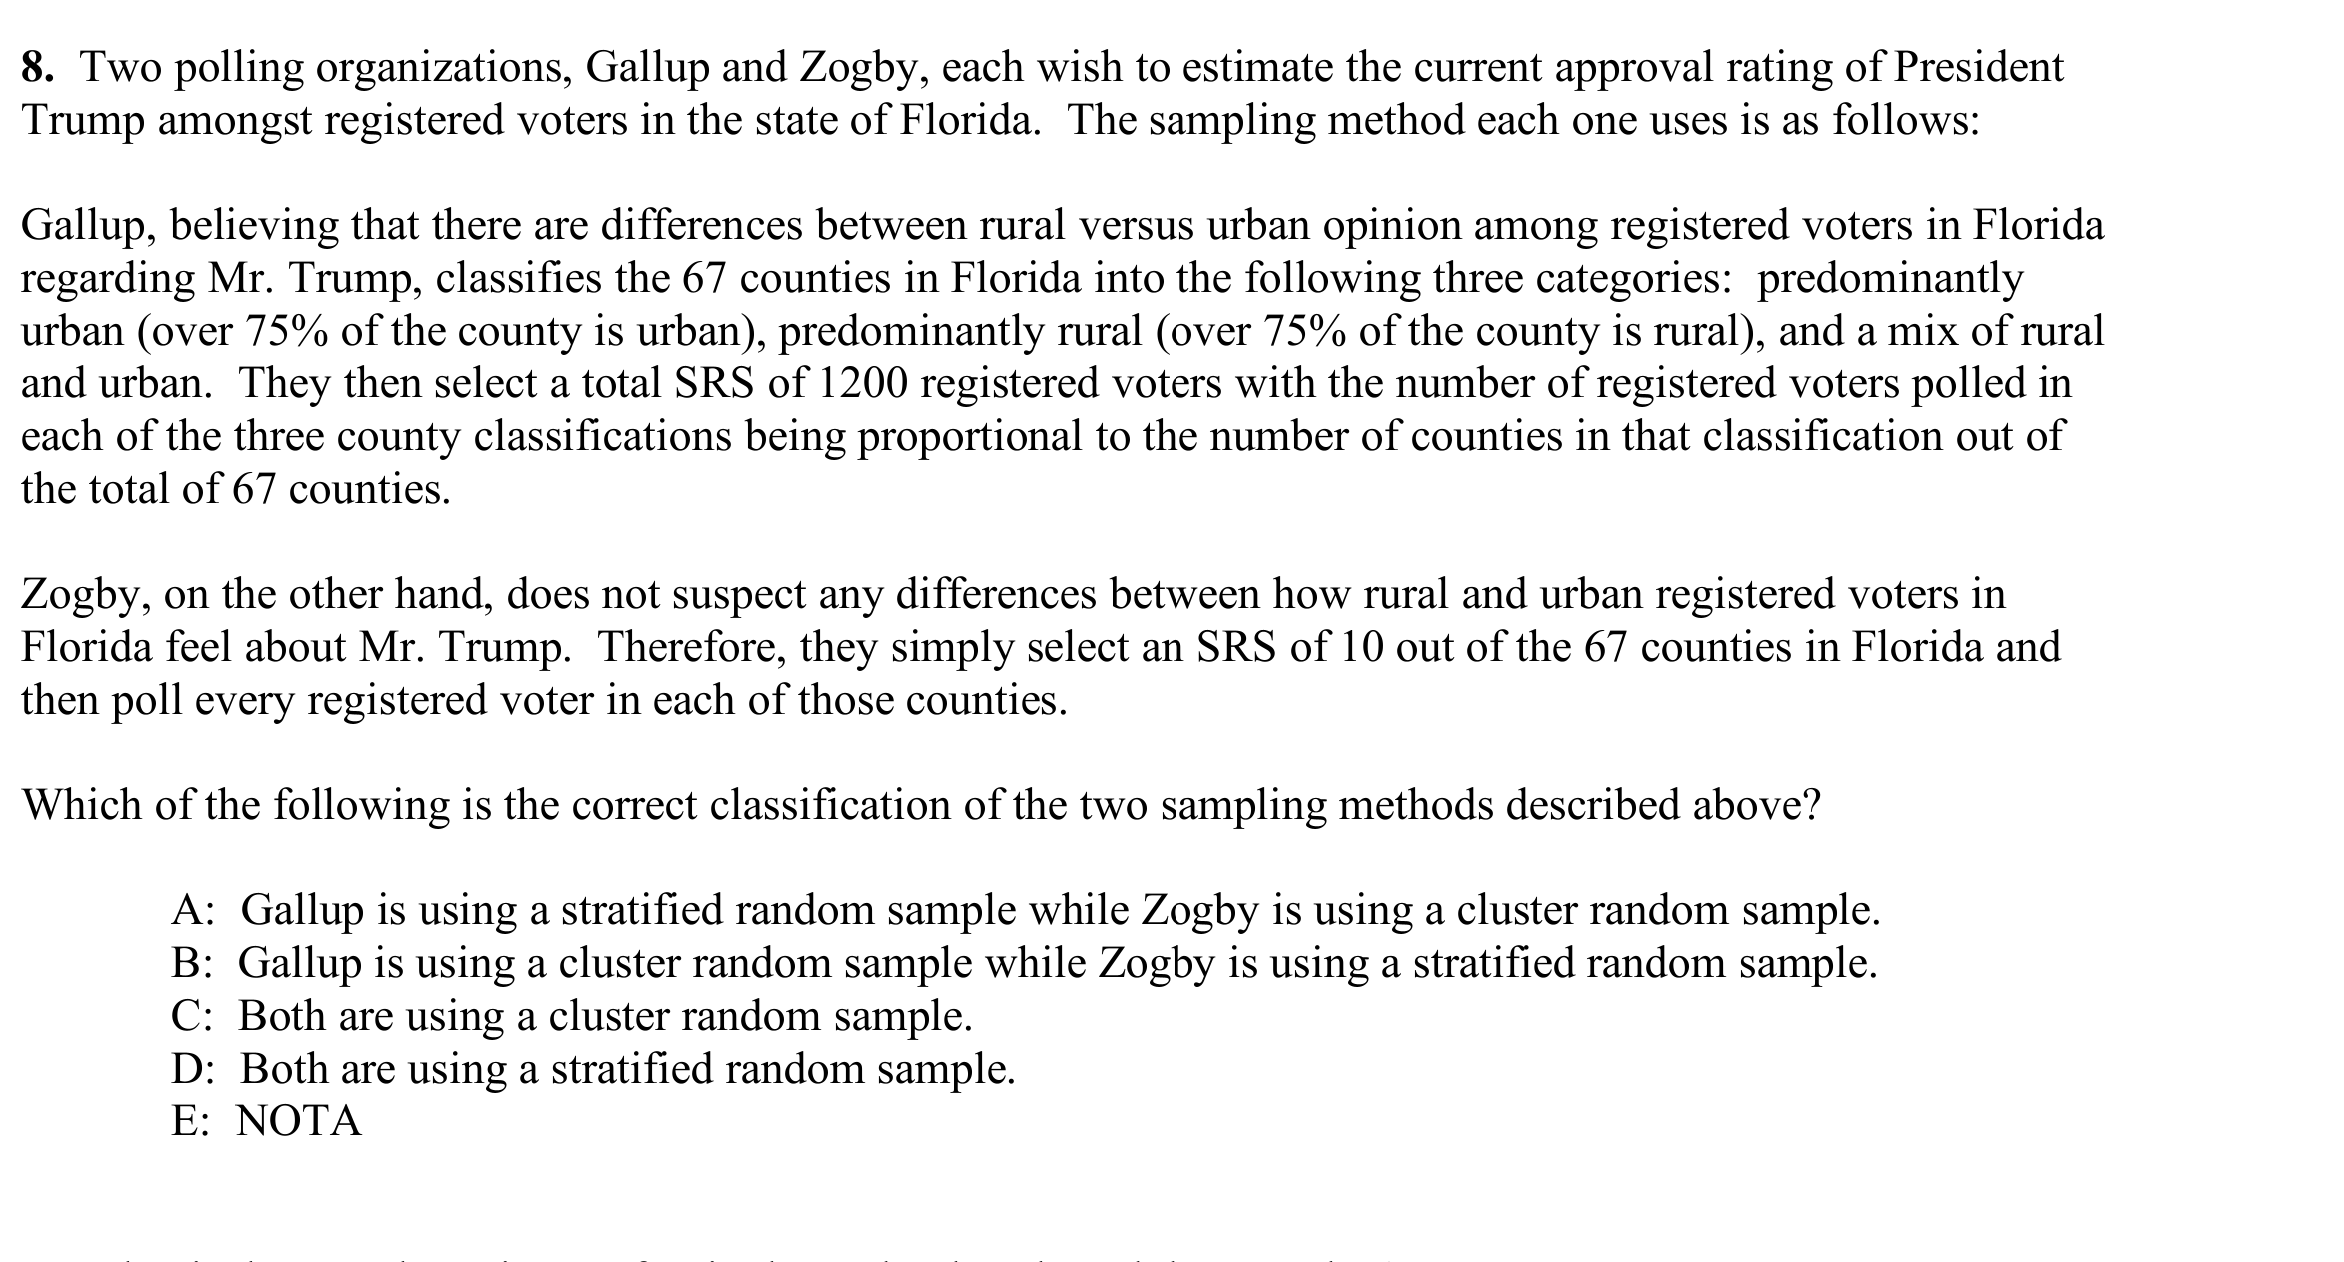 8. Two polling organizations, Gallup and Zogby, each wish to estimate the current approval rating of President
Trump amongst registered voters in the state of Florida. The sampling method each one uses is as follows:
Gallup, believing that there are differences between rural versus urban opinion among registered voters in Florida
regarding Mr. Trump, classifies the 67 counties in Florida into the following three categories: predominantly
urban (over 75% of the county is urban), predominantly rural (over 75% of the county is rural), and a mix of rural
and urban. They then select a total SRS of 1200 registered voters with the number of registered voters polled in
each of the three county classifications being proportional to the number of counties in that classification out of
the total of 67 counties.
Zogby, on the other hand, does not suspect any differences between how rural and urban registered voters in
Florida feel about Mr. Trump. Therefore, they simply select an SRS of 10 out of the 67 counties in Florida and
then poll every registered voter in each of those counties.
Which of the following is the correct classification of the two sampling methods described above?
A: Gallup is using a stratified random sample while Zogby is using a cluster random sample.
B: Gallup is using a cluster random sample while Zogby is using a stratified random sample.
C: Both are using a cluster random sample.
D: Both are using a stratified random sample.
E: NOTA